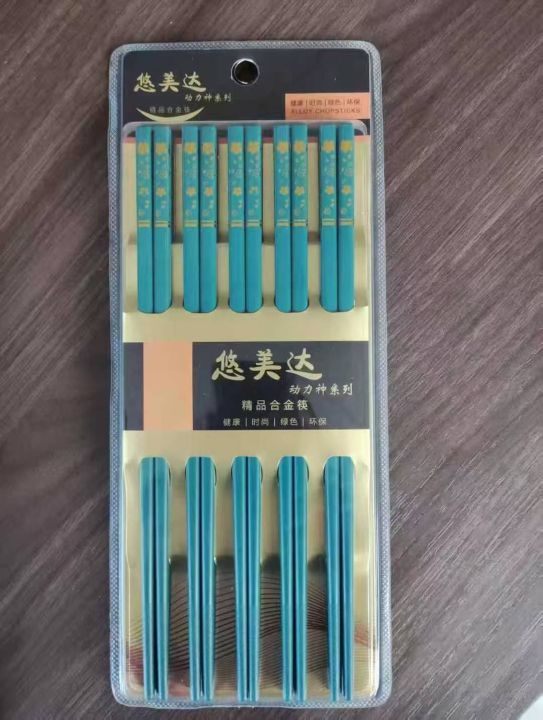 悠美达
动力神系列
精品合金筷
健康 | 时尚 | 绿色 | 环保
ALLOY CHOPSTICKS
悠美达
动力神系列
精品合金筷
健康 | 时尚 | 绿色 | 环保